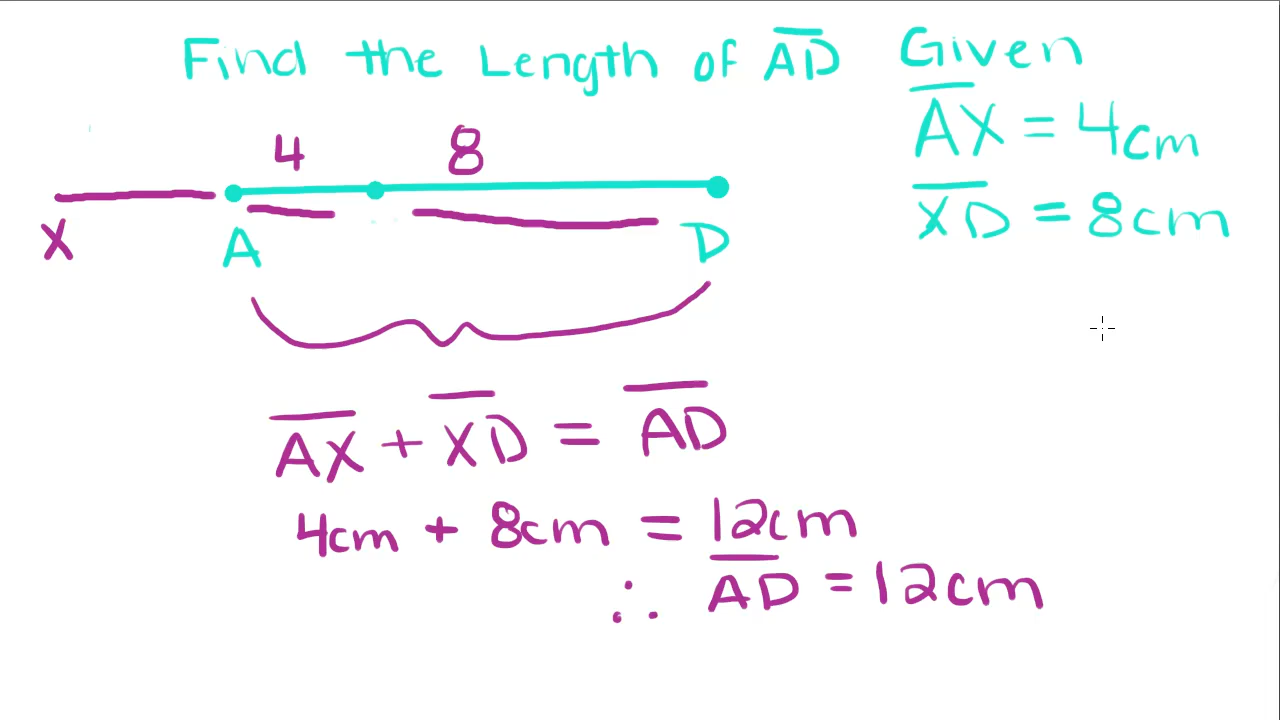 Find the Length of AD Given
AX = 4cm
XD = 8cm
4 8
X A D
AX + XD = AD
4cm + 8cm = 12cm
∴ AD = 12cm